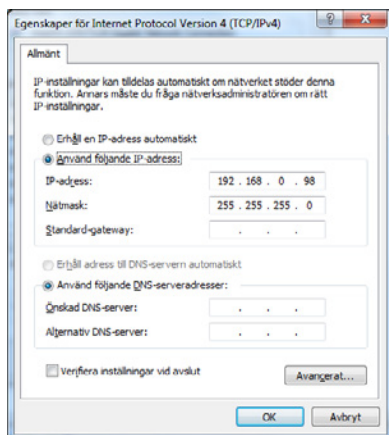 Egenskaper för Internet Protocol Version 4 (TCP/IPv4)
Allmänt
IP-inställningar kan tilldelas automatiskt om nätverket stöder denna
funktion. Annars måste du fråga nätverksadministratören om rätt
IP-inställningar.
Erhåll en IP-adress automatiskt
Använd följande IP-adress:
IP-adress: 192 . 168 . 0 . 98
Nätmask: 255 . 255 . 255 . 0
Standard-gateway: . . .
Erhåll adress till DNS-servern automatiskt
Använd följande DNS-serveradresser:
Önskad DNS-server: . . .
Alternativ DNS-server: . . .
Verifiera inställningar vid avslut
Avancerat...
OK Avbryt